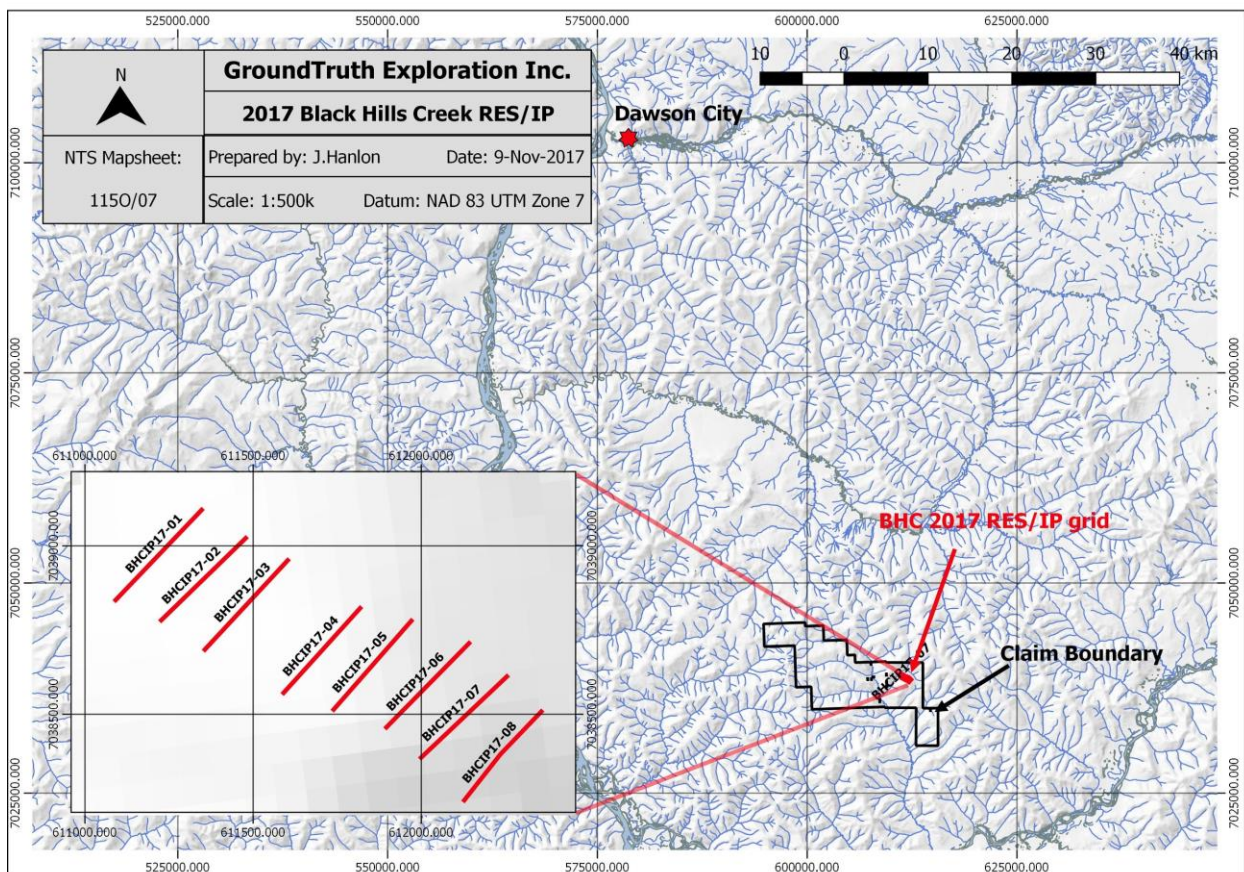 525000.000 550000.000 575000.000 600000.000 625000.000
N
GroundTruth Exploration Inc.
2017 Black Hills Creek RES/IP
NTS Mapsheet:
115O/07
Prepared by: J.Hanlon Date: 9-Nov-2017
Scale: 1:500k Datum: NAD 83 UTM Zone 7
10 0 10 20 30 40 km
Dawson City
7100000.000
7100000.000
7075000.000
7075000.000
611000.000 611500.000 612000.000
7039000.000
7039000.000
7038500.000
7038500.000
BHCIP17-01
BHCIP17-02
BHCIP17-03
BHCIP17-04
BHCIP17-05
BHCIP17-06
BHCIP17-07
BHCIP17-08
611000.000 611500.000 612000.000
BHC 2017 RES/IP grid
7050000.000
7050000.000
BHCIP17-07
Claim Boundary
7025000.000
7025000.000
525000.000 550000.000 575000.000 600000.000 625000.000